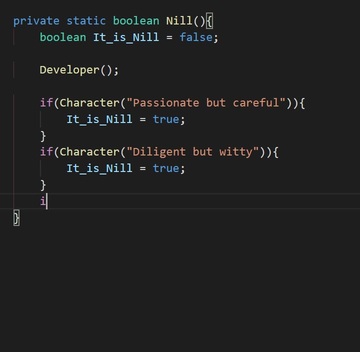 private static boolean Nill(){
boolean It_is_Nill = false;
Developer();
if(Character("Passionate but careful")){
It_is_Nill = true;
}
if(Character("Diligent but witty")){
It_is_Nill = true;
}
i
}